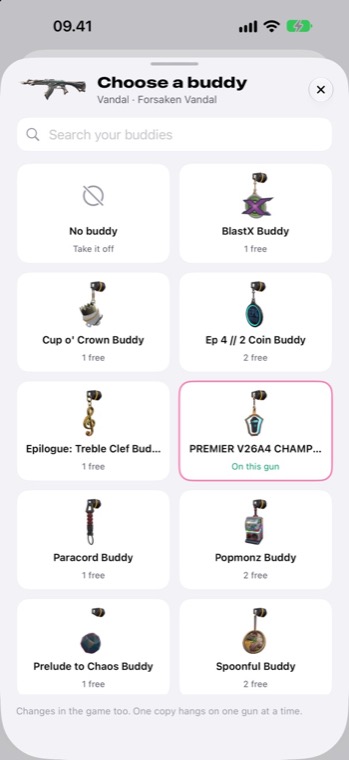 09.41
Choose a buddy
Vandal · Forsaken Vandal
Search your buddies
No buddy
Take it off
BlastX Buddy
1 free
Cup o' Crown Buddy
1 free
Ep 4 // 2 Coin Buddy
2 free
Epilogue: Treble Clef Bud...
1 free
PREMIER V26A4 CHAMP...
On this gun
Paracord Buddy
1 free
Popmonz Buddy
2 free
Prelude to Chaos Buddy
1 free
Spoonful Buddy
2 free
Changes in the game too. One copy hangs on one gun at a time.